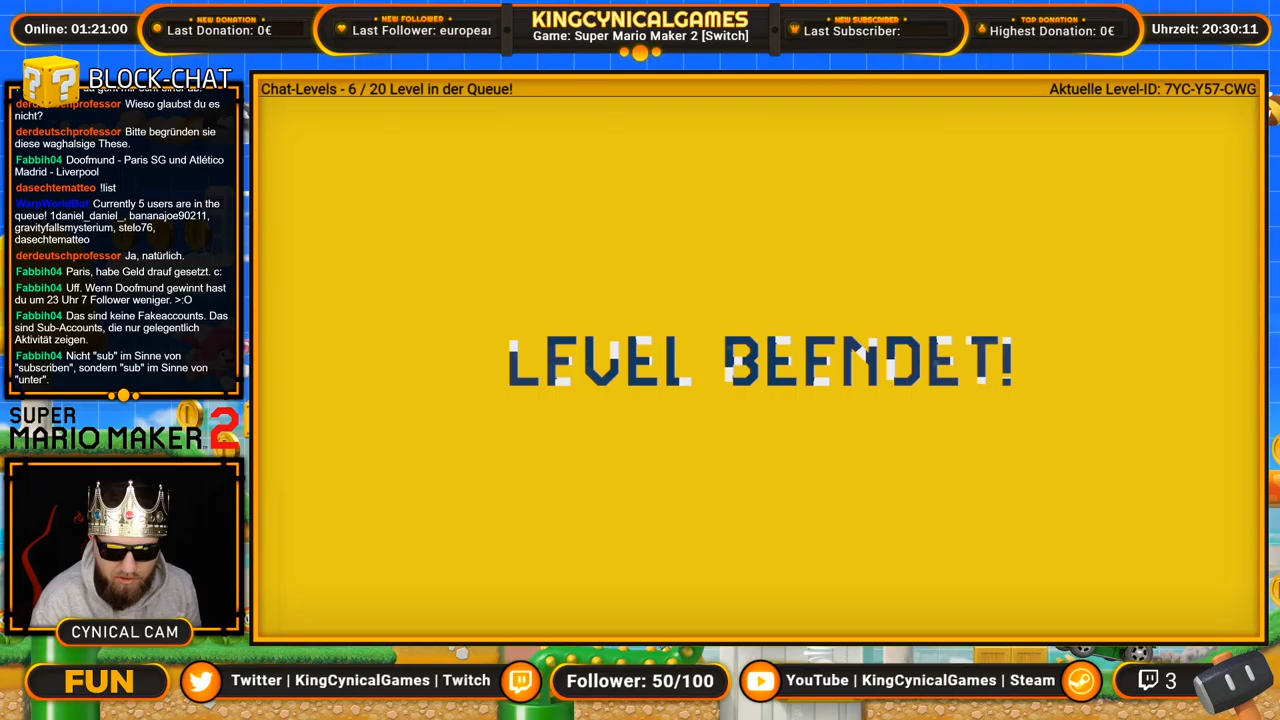 Online: 01:21:00
NEW DONATION
Last Donation: 0€
NEW FOLLOWER
Last Follower: europear
KINGCYNICALGAMES
Game: Super Mario Maker 2 [Switch]
NEW SUBSCRIBER
Last Subscriber:
TOP DONATION
Highest Donation: 0€
Uhrzeit: 20:30:11
BLOCK-CHAT
derdeutschprofessor Wieso glaubst du es
nicht?
derdeutschprofessor Bitte begründen sie
diese waghalsige These.
Fabbih04 Doofmund - Paris SG und Atlético
Madrid - Liverpool
dasechtematteo !list
WarpWorldBot Currently 5 users are in the
queue! 1daniel_daniel_, bananajoe90211,
gravityfallsmysterium, stelo76,
dasechtematteo
derdeutschprofessor Ja, natürlich.
Fabbih04 Paris, habe Geld drauf gesetzt. c:
Fabbih04 Uff. Wenn Doofmund gewinnt hast
du um 23 Uhr 7 Follower weniger. >:O
Fabbih04 Das sind keine Fakeaccounts. Das
sind Sub-Accounts, die nur gelegentlich
Aktivität zeigen.
Fabbih04 Nicht "sub" im Sinne von
"subscriben", sondern "sub" im Sinne von
"unter".
SUPER
MARIO MAKER 2
CYNICAL CAM
Chat-Levels - 6 / 20 Level in der Queue!
Aktuelle Level-ID: 7YC-Y57-CWG
LEVEL BEENDET!
FUN
Twitter | KingCynicalGames | Twitch
Follower: 50/100
YouTube | KingCynicalGames | Steam
3